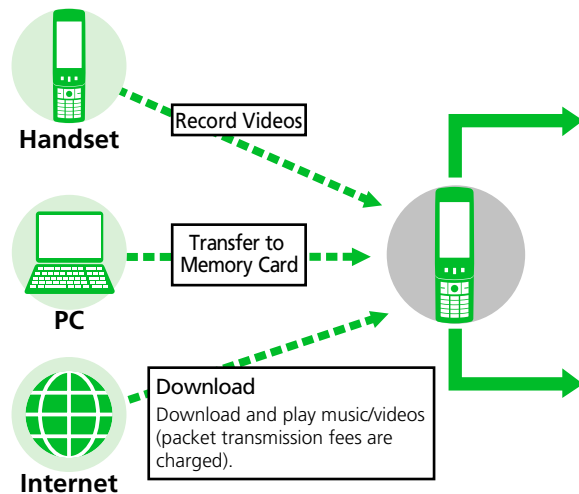 Handset
Record Videos
Transfer to
Memory Card
PC
Download
Download and play music/videos
(packet transmission fees are
charged).
Internet